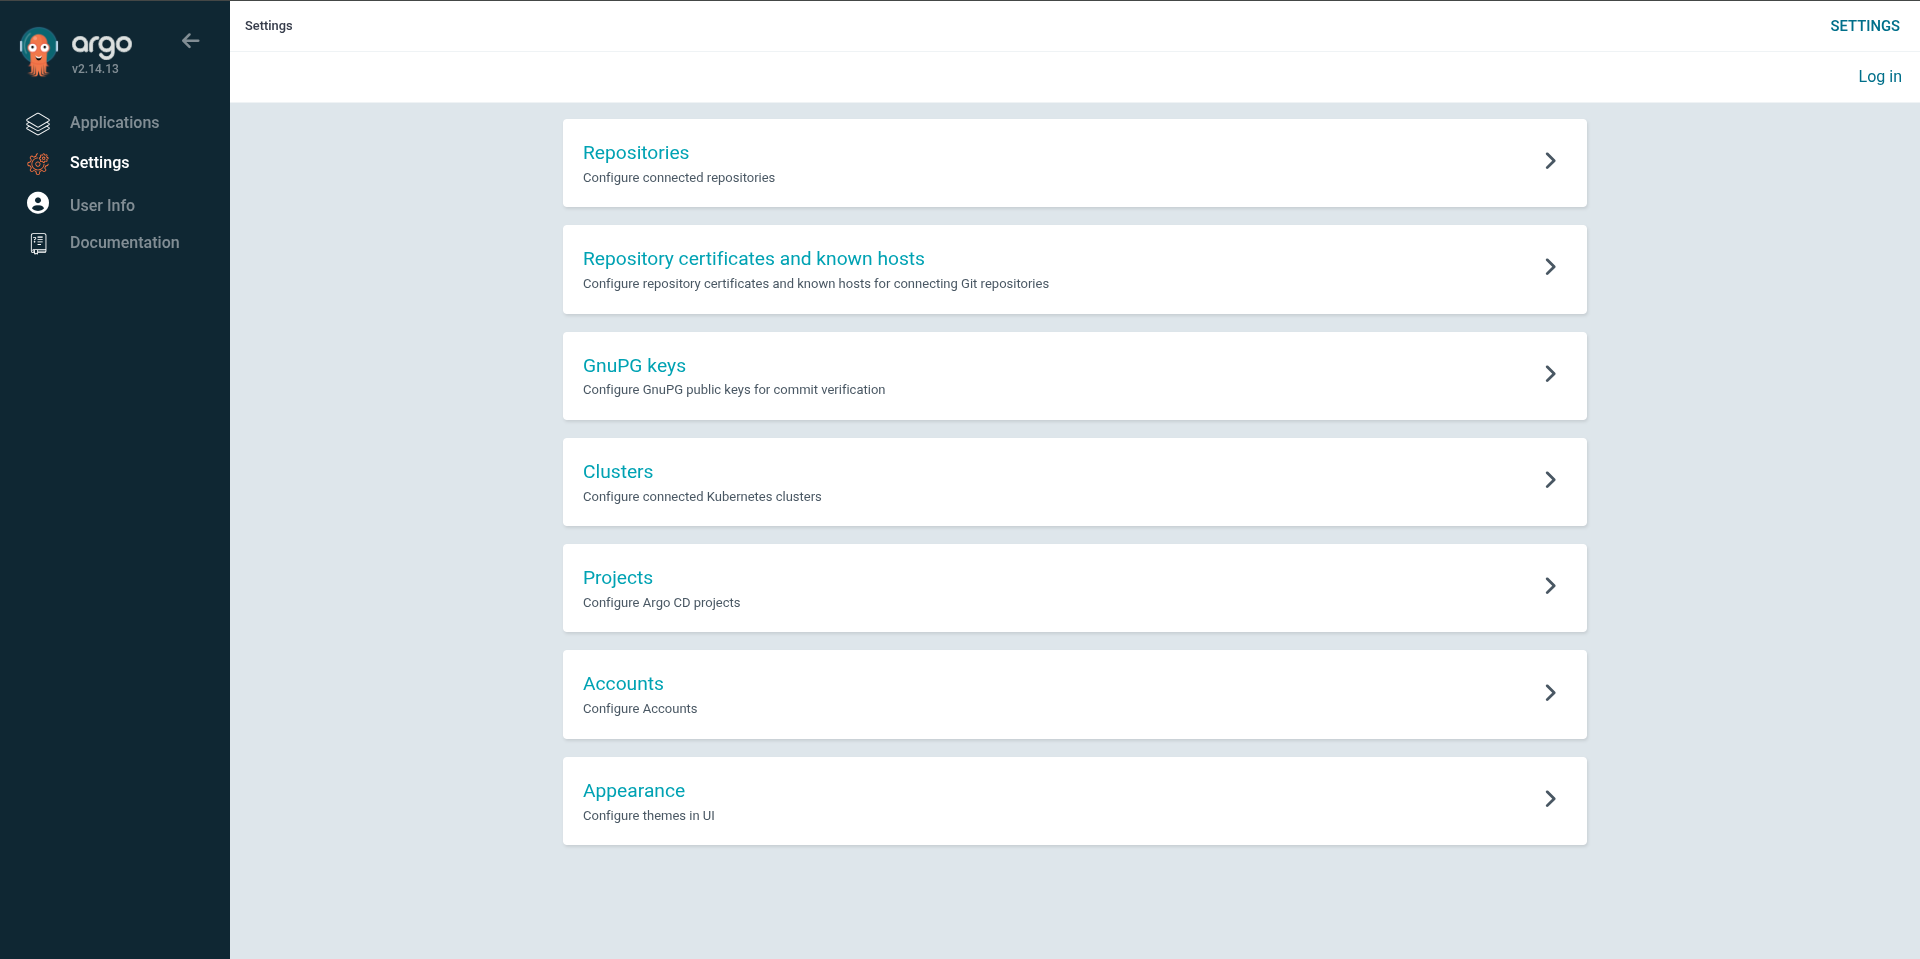 argo
v2.14.13
Applications
Settings
User Info
Documentation
Settings
SETTINGS
Log in
Repositories
Configure connected repositories
Repository certificates and known hosts
Configure repository certificates and known hosts for connecting Git repositories
GnuPG keys
Configure GnuPG public keys for commit verification
Clusters
Configure connected Kubernetes clusters
Projects
Configure Argo CD projects
Accounts
Configure Accounts
Appearance
Configure themes in UI